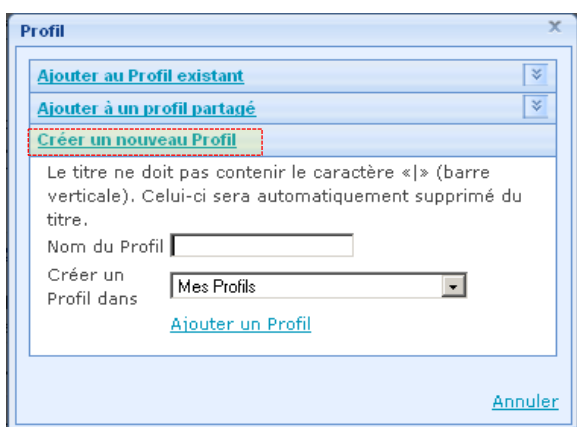 Profil
Ajouter au Profil existant
Ajouter à un profil partagé
Créer un nouveau Profil
Le titre ne doit pas contenir le caractère «|» (barre
verticale). Celui-ci sera automatiquement supprimé du
titre.
Nom du Profil
Créer un
Profil dans
Mes Profils
Ajouter un Profil
Annuler